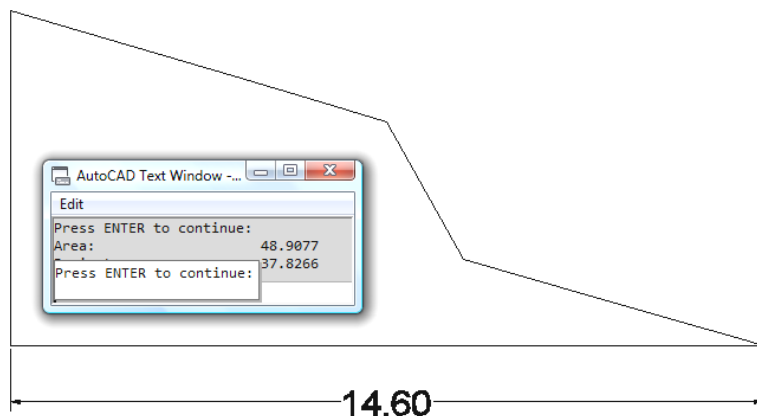 AutoCAD Text Window -...
Edit
Press ENTER to continue:
Area: 48.9077
37.8266
Press ENTER to continue:
14.60